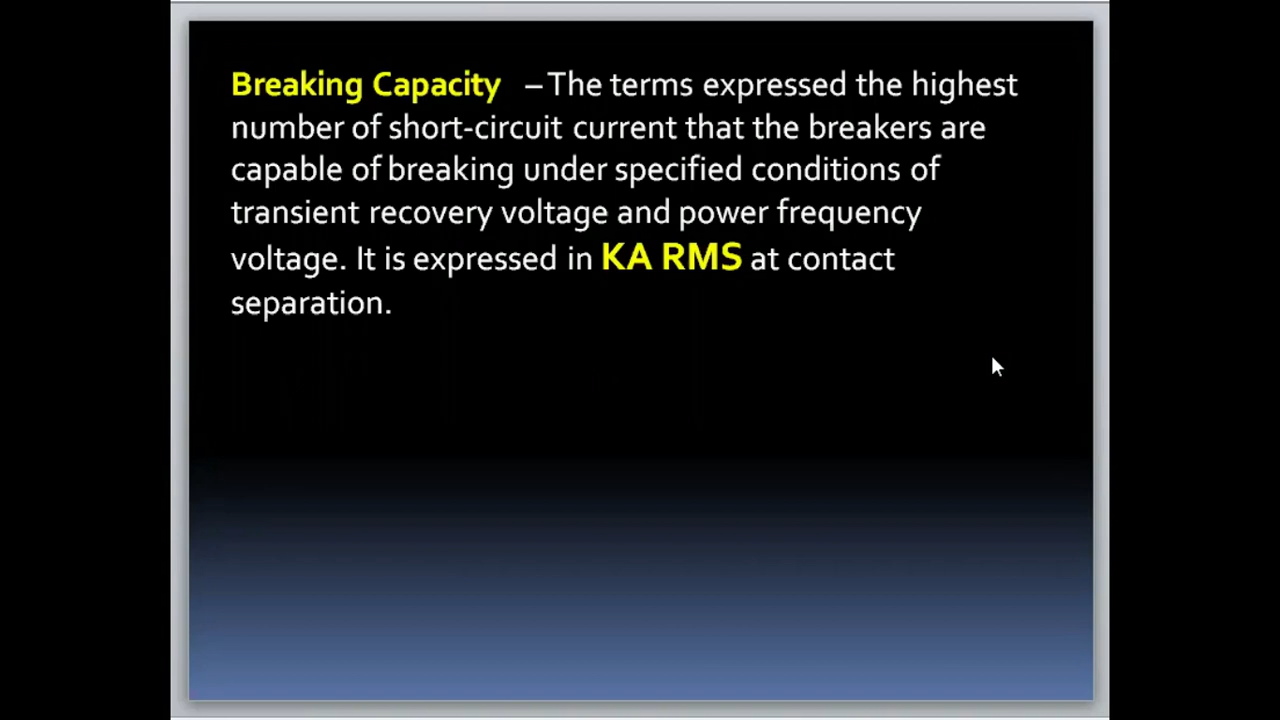 Breaking Capacity – The terms expressed the highest
number of short-circuit current that the breakers are
capable of breaking under specified conditions of
transient recovery voltage and power frequency
voltage. It is expressed in KA RMS at contact
separation.